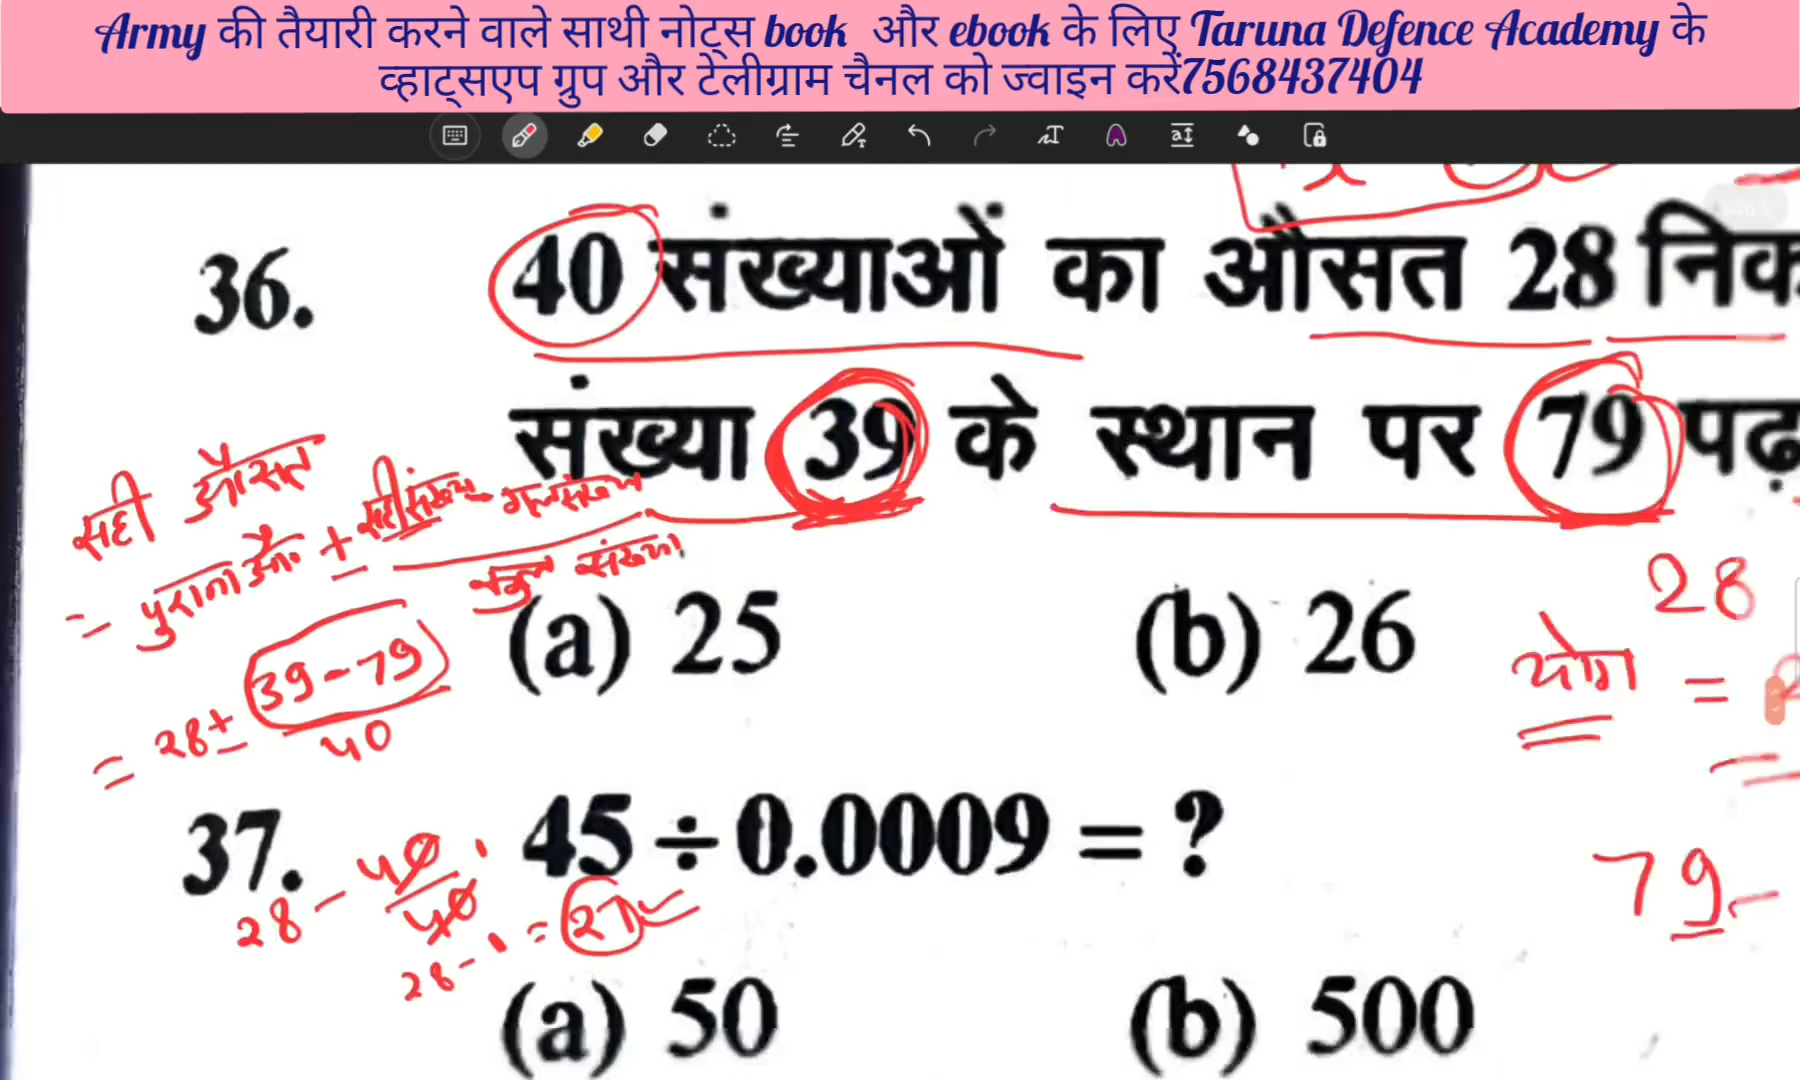 Army की तैयारी करने वाले साथी नोट्स book और ebook के लिए Taruna Defence Academy के
व्हाट्सएप ग्रुप और टेलीग्राम चैनल को ज्वाइन करें7568437404
36. 40 संख्याओं का औसत 28 निक
संख्या 39 के स्थान पर 79 पढ़
सही औसत
= पुराना औ० + सही संख्या - गलत संख्या
कुल संख्या
(a) 25 (b) 26
28
योग =
= 28 + 39-79
40
37. 45 ÷ 0.0009 = ?
28 - 40
40
28-1 = 27
79-
(a) 50 (b) 500